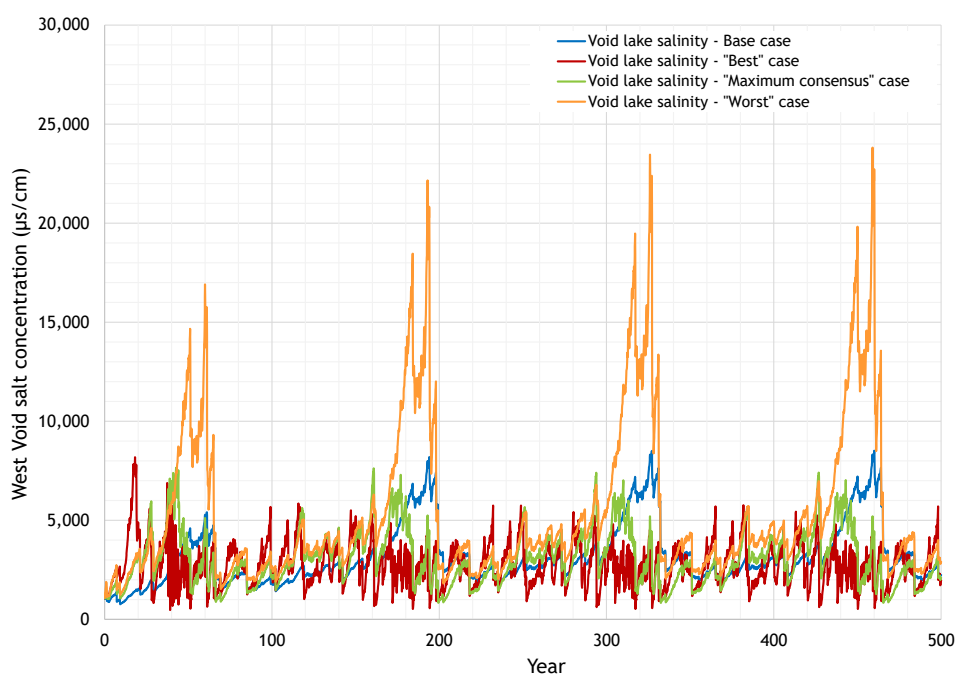 30,000
Void lake salinity - Base case
Void lake salinity - "Best" case
Void lake salinity - "Maximum consensus" case
Void lake salinity - "Worst" case
25,000
20,000
15,000
10,000
5,000
0
West Void salt concentration (µs/cm)
0 100 200 300 400 500
Year